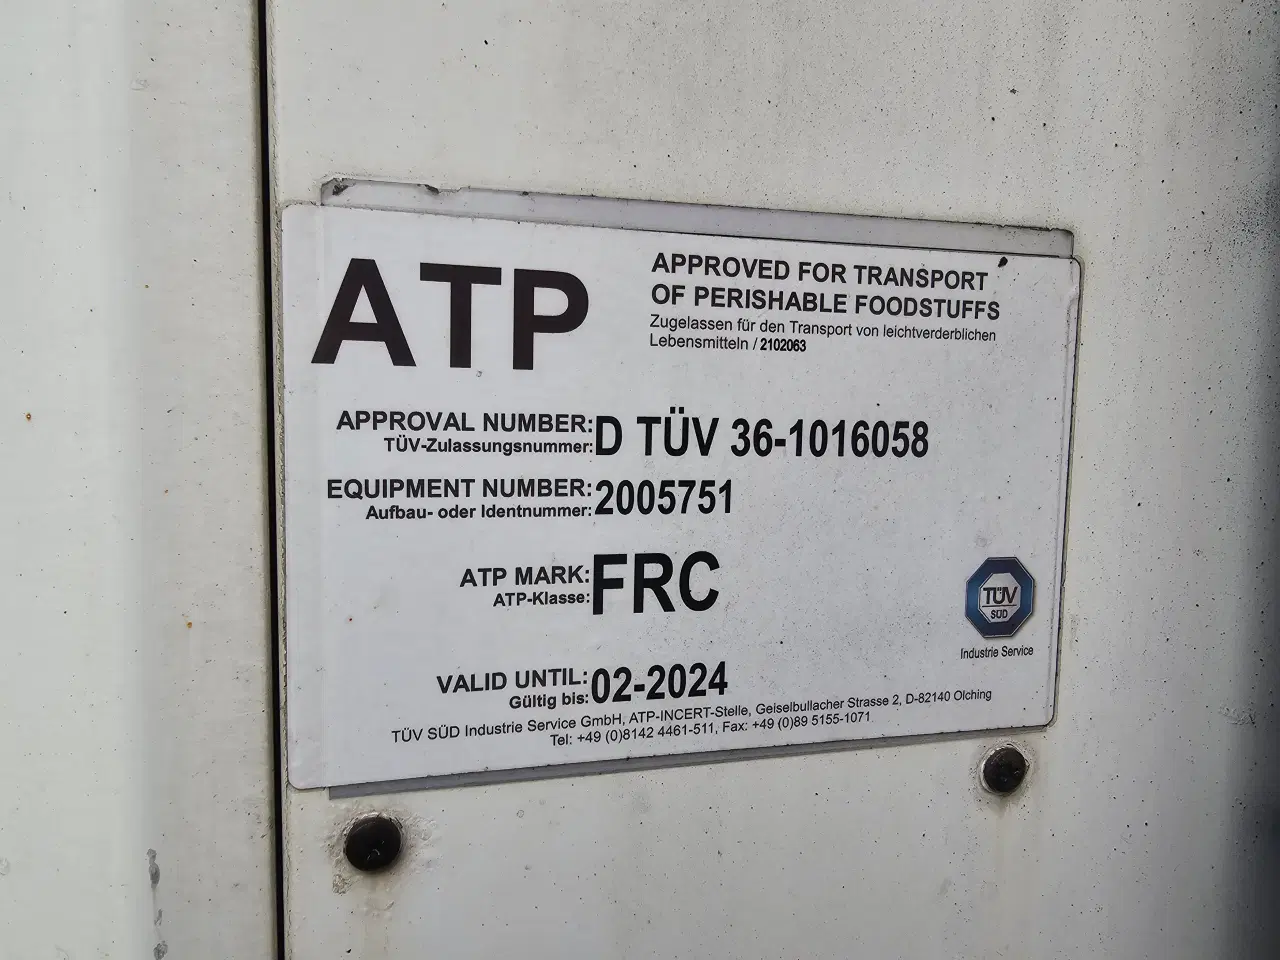 ATP
APPROVED FOR TRANSPORT
OF PERISHABLE FOODSTUFFS
Zugelassen für den Transport von leichtverderblichen
Lebensmitteln / 2102063
APPROVAL NUMBER: D TÜV 36-1016058
TÜV-Zulassungsnummer:
EQUIPMENT NUMBER: 2005751
Aufbau- oder Identnummer:
ATP MARK: FRC
ATP-Klasse:
TÜV
SÜD
Industrie Service
VALID UNTIL: 02-2024
Gültig bis:
TÜV SÜD Industrie Service GmbH, ATP-INCERT-Stelle, Geiselbullacher Strasse 2, D-82140 Olching
Tel: +49 (0)8142 4461-511, Fax: +49 (0)89 5155-1071